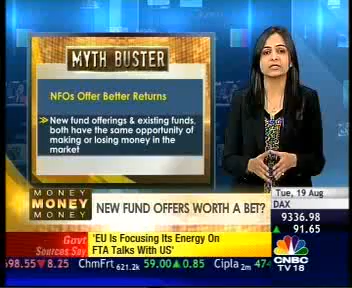 MYTH BUSTER
NFOs Offer Better Returns
New fund offerings & existing funds,
both have the same opportunity of
making or losing money in the
market
MONEY
MONEY
MONEY
NEW FUND OFFERS WORTH A BET?
Tue, 19 Aug
DAX
9336.98
91.65
Govt
Sources Say
'EU Is Focusing Its Energy On
FTA Talks With US'
CNBC
TV 18
698.55 8.25 ChmFrt 621.2k 59.00 0.85 Cipla 2m 47